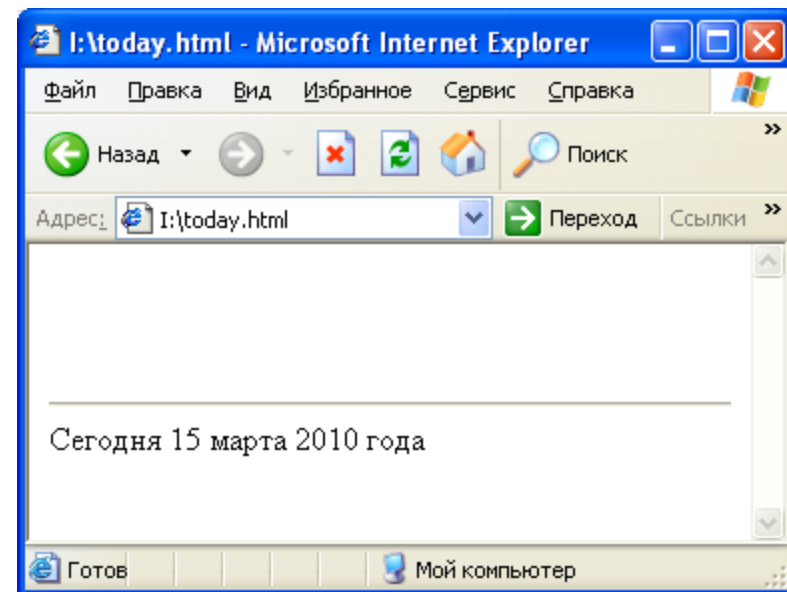 I:\today.html - Microsoft Internet Explorer
Файл Правка Вид Избранное Сервис Справка
Назад Поиск »
Адрес: I:\today.html Переход Ссылки »
Сегодня 15 марта 2010 года
Готов Мой компьютер